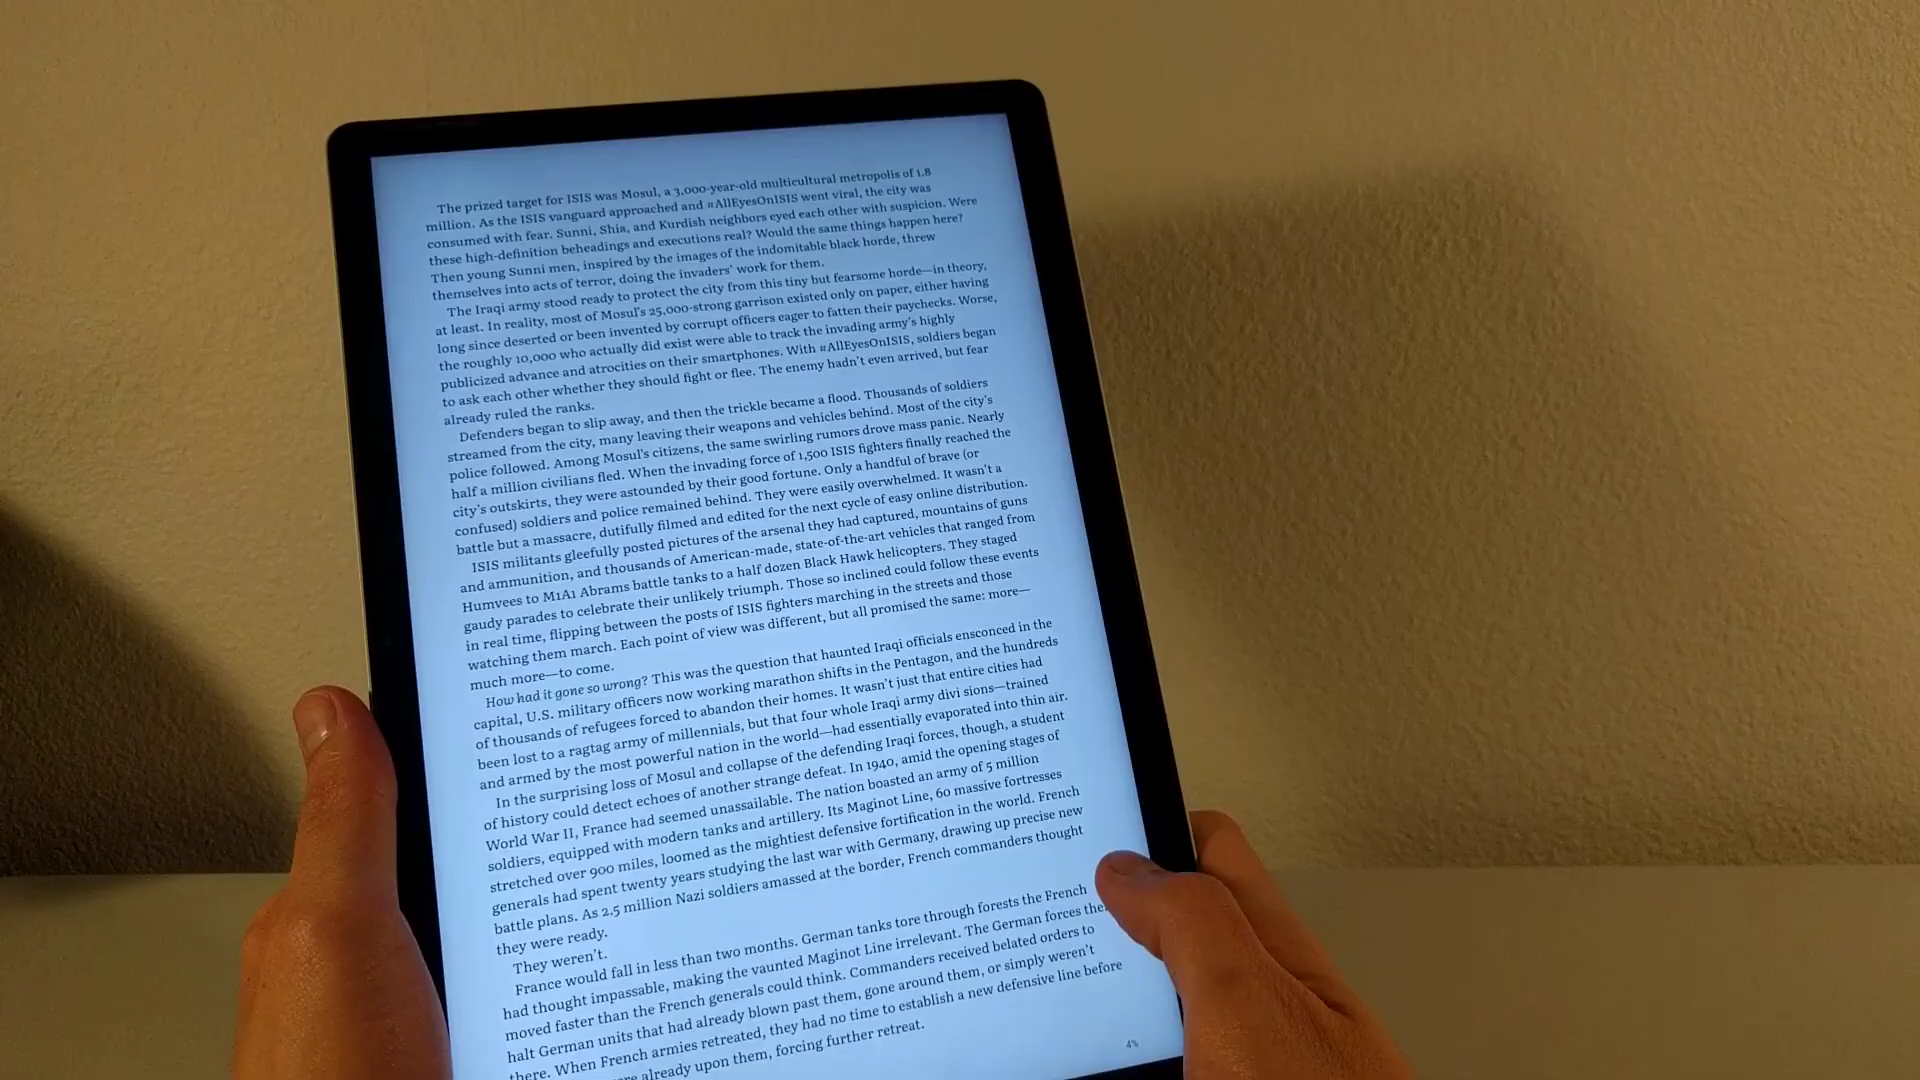 The prized target for ISIS was Mosul, a 3,000-year-old multicultural metropolis of 1.8
million. As the ISIS vanguard approached and #AllEyesOnISIS went viral, the city was
consumed with fear. Sunni, Shia, and Kurdish neighbors eyed each other with suspicion. Were
these high-definition beheadings and executions real? Would the same things happen here?
Then young Sunni men, inspired by the images of the indomitable black horde, threw
themselves into acts of terror, doing the invaders' work for them.
The Iraqi army stood ready to protect the city from this tiny but fearsome horde—in theory,
at least. In reality, most of Mosul's 25,000-strong garrison existed only on paper, either having
long since deserted or been invented by corrupt officers eager to fatten their paychecks. Worse,
the roughly 10,000 who actually did exist were able to track the invading army's highly
publicized advance and atrocities on their smartphones. With #AllEyesOnISIS, soldiers began
to ask each other whether they should fight or flee. The enemy hadn't even arrived, but fear
already ruled the ranks.
Defenders began to slip away, and then the trickle became a flood. Thousands of soldiers
streamed from the city, many leaving their weapons and vehicles behind. Most of the city's
police followed. Among Mosul's citizens, the same swirling rumors drove mass panic. Nearly
half a million civilians fled. When the invading force of 1,500 ISIS fighters finally reached the
city's outskirts, they were astounded by their good fortune. Only a handful of brave (or
confused) soldiers and police remained behind. They were easily overwhelmed. It wasn't a
battle but a massacre, dutifully filmed and edited for the next cycle of easy online distribution.
ISIS militants gleefully posted pictures of the arsenal they had captured, mountains of guns
and ammunition, and thousands of American-made, state-of-the-art vehicles that ranged from
Humvees to M1A1 Abrams battle tanks to a half dozen Black Hawk helicopters. They staged
gaudy parades to celebrate their unlikely triumph. Those so inclined could follow these events
in real time, flipping between the posts of ISIS fighters marching in the streets and those
watching them march. Each point of view was different, but all promised the same: more—
much more—to come.
How had it gone so wrong? This was the question that haunted Iraqi officials ensconced in the
capital, U.S. military officers now working marathon shifts in the Pentagon, and the hundreds
of thousands of refugees forced to abandon their homes. It wasn't just that entire cities had
been lost to a ragtag army of millennials, but that four whole Iraqi army divi sions—trained
and armed by the most powerful nation in the world—had essentially evaporated into thin air.
In the surprising loss of Mosul and collapse of the defending Iraqi forces, though, a student
of history could detect echoes of another strange defeat. In 1940, amid the opening stages of
World War II, France had seemed unassailable. The nation boasted an army of 5 million
soldiers, equipped with modern tanks and artillery. Its Maginot Line, 60 massive fortresses
stretched over 900 miles, loomed as the mightiest defensive fortification in the world. French
generals had spent twenty years studying the last war with Germany, drawing up precise new
battle plans. As 2.5 million Nazi soldiers amassed at the border, French commanders thought
they were ready.
They weren't.
France would fall in less than two months. German tanks tore through forests the French
had thought impassable, making the vaunted Maginot Line irrelevant. The German forces
moved faster than the French generals could think. Commanders received belated orders to
halt German units that had already blown past them, gone around them, or simply weren't
there. When French armies retreated, they had no time to establish a new defensive line before
already upon them, forcing further retreat.
4%